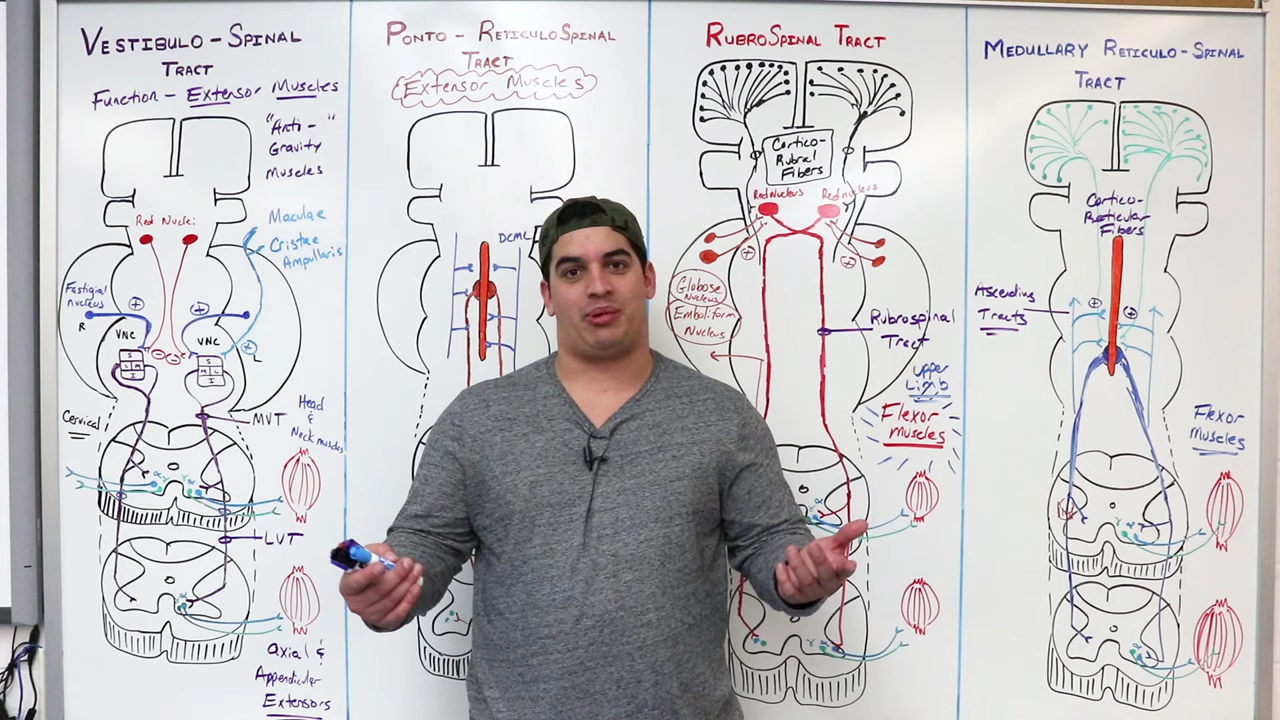 VESTIBULO-SPINAL
TRACT
Function - Extensor Muscles
"Anti-"
Gravity
Muscles
Red Nuclei
Maculae
Cristae
Ampullaris
Fastigial
nucleus
R
VNC
VNC
L
S
L M
I
S
L M
I
Cervical
MVT
Head
&
Neck muscles
α γ
LVT
Axial &
Appendicular
Extensors
PONTO - RETICULOSPINAL
TRACT
Extensor Muscles
DCML
RUBROSPINAL TRACT
Cortico-
Rubral
Fibers
Red Nucleus
Red nucleus
Globose
Nucleus
Emboliform
Nucleus
Rubrospinal
Tract
Upper
Limb
Flexor
Muscles
MEDULLARY RETICULO-SPINAL
TRACT
Cortico-
Reticular
Fibers
Ascending
Tracts
Flexor
Muscles